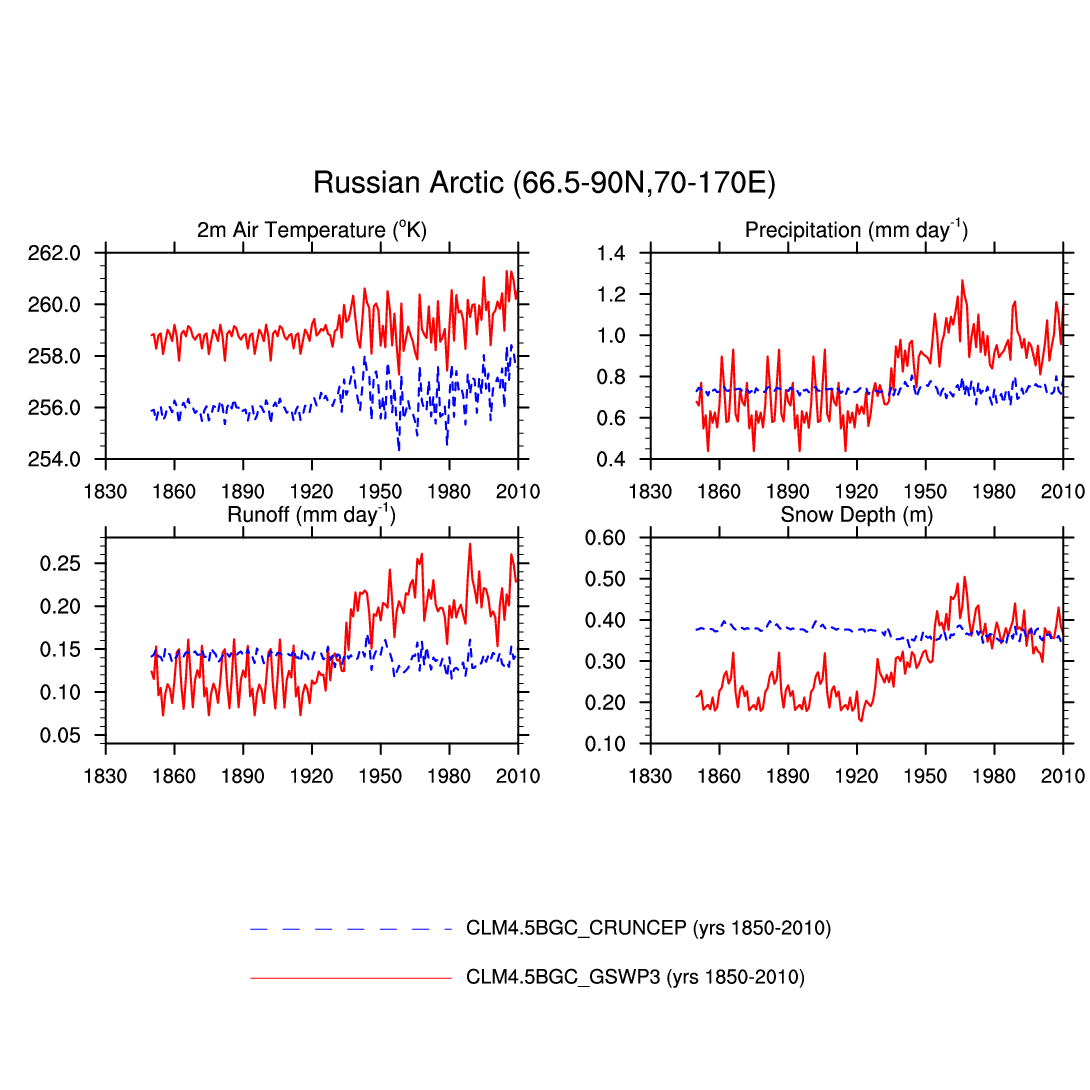 Russian Arctic (66.5-90N,70-170E)
2m Air Temperature (°K)
262.0
260.0
258.0
256.0
254.0
1830 1860 1890 1920 1950 1980 2010
Precipitation (mm day-1)
1.4
1.2
1.0
0.8
0.6
0.4
1830 1860 1890 1920 1950 1980 2010
Runoff (mm day-1)
0.25
0.20
0.15
0.10
0.05
1830 1860 1890 1920 1950 1980 2010
Snow Depth (m)
0.60
0.50
0.40
0.30
0.20
0.10
1830 1860 1890 1920 1950 1980 2010
CLM4.5BGC_CRUNCEP (yrs 1850-2010)
CLM4.5BGC_GSWP3 (yrs 1850-2010)